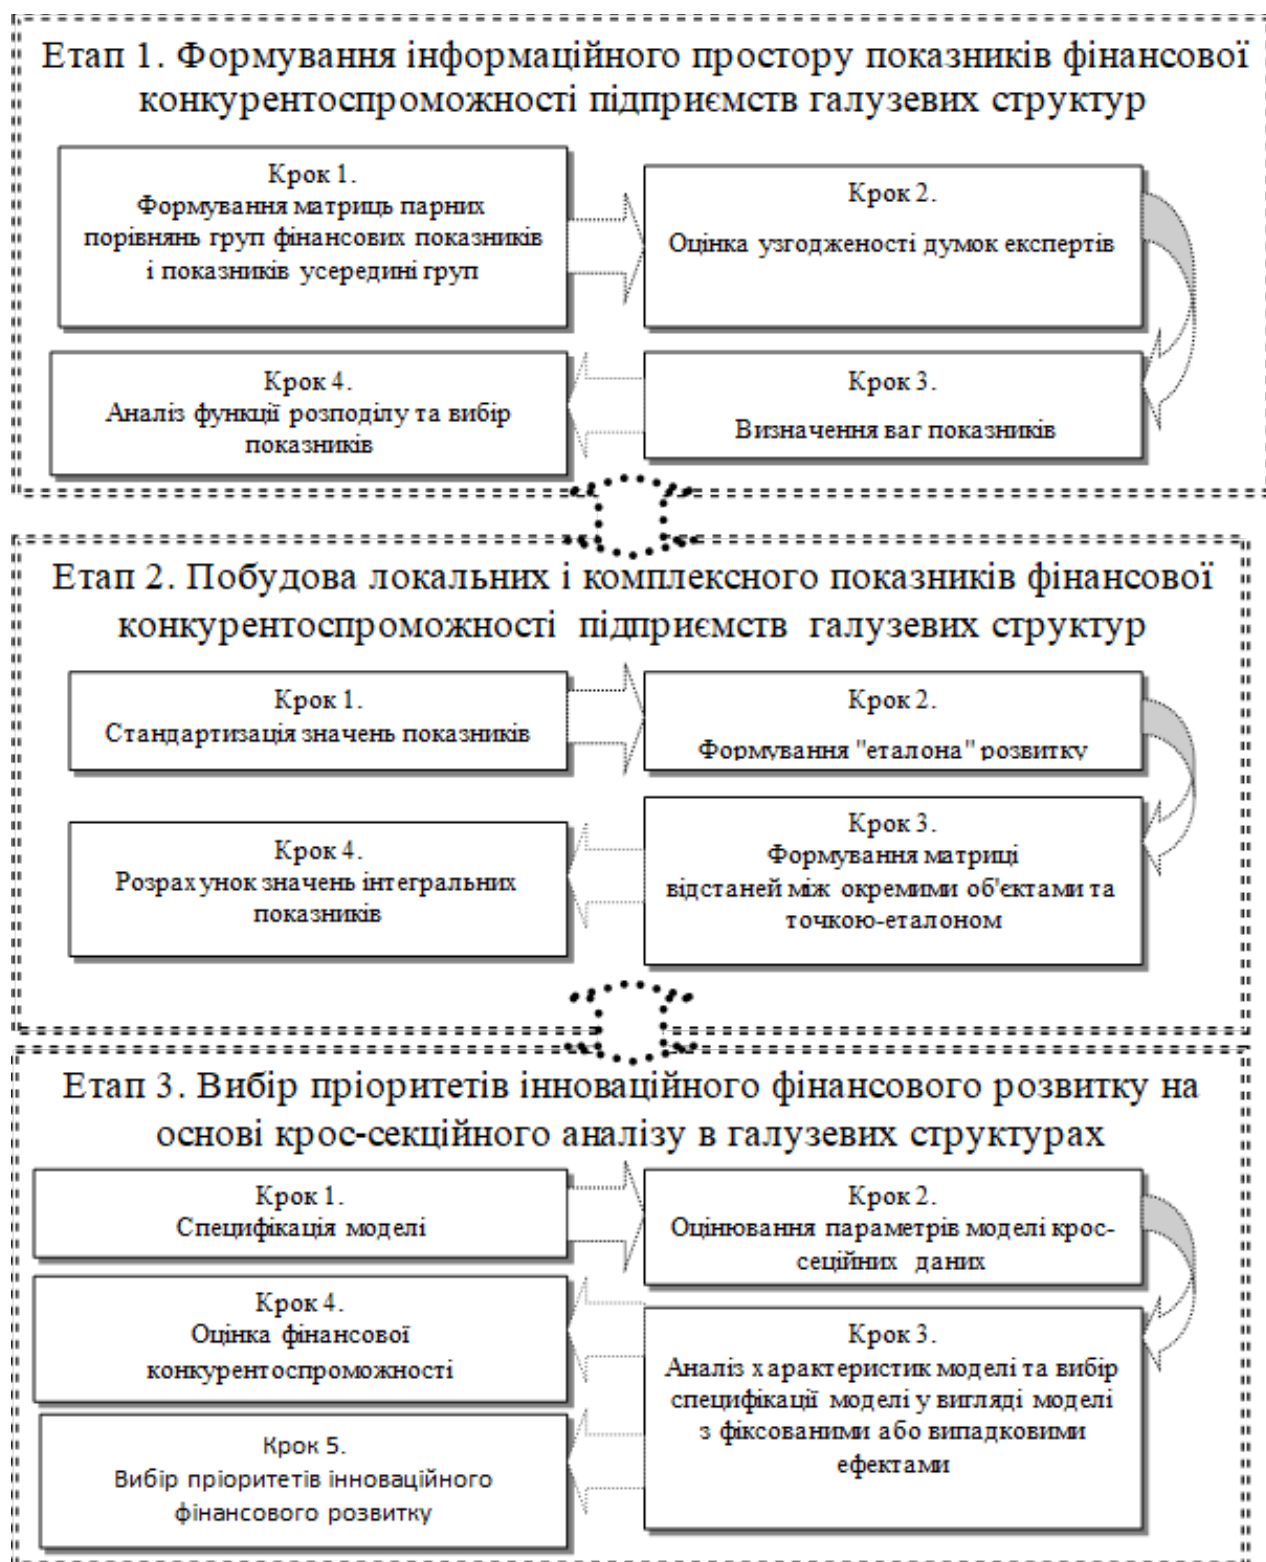 Етап 1. Формування інформаційного простору показників фінансової
конкурентоспроможності підприємств галузевих структур
Крок 1.
Формування матриць парних
порівнянь груп фінансових показників
і показників усередині груп
Крок 2.
Оцінка узгодженості думок експертів
Крок 3.
Визначення ваг показників
Крок 4.
Аналіз функції розподілу та вибір
показників
Етап 2. Побудова локальних і комплексного показників фінансової
конкурентоспроможності підприємств галузевих структур
Крок 1.
Стандартизація значень показників
Крок 2.
Формування "еталона" розвитку
Крок 3.
Формування матриці
відстаней між окремими об'єктами та
точкою-еталоном
Крок 4.
Розрахунок значень інтегральних
показників
Етап 3. Вибір пріоритетів інноваційного фінансового розвитку на
основі крос-секційного аналізу в галузевих структурах
Крок 1.
Специфікація моделі
Крок 2.
Оцінювання параметрів моделі крос-
сеційних даних
Крок 3.
Аналіз характеристик моделі та вибір
специфікації моделі у вигляді моделі
з фіксованими або випадковими
ефектами
Крок 4.
Оцінка фінансової
конкурентоспроможності
Крок 5.
Вибір пріоритетів інноваційного
фінансового розвитку